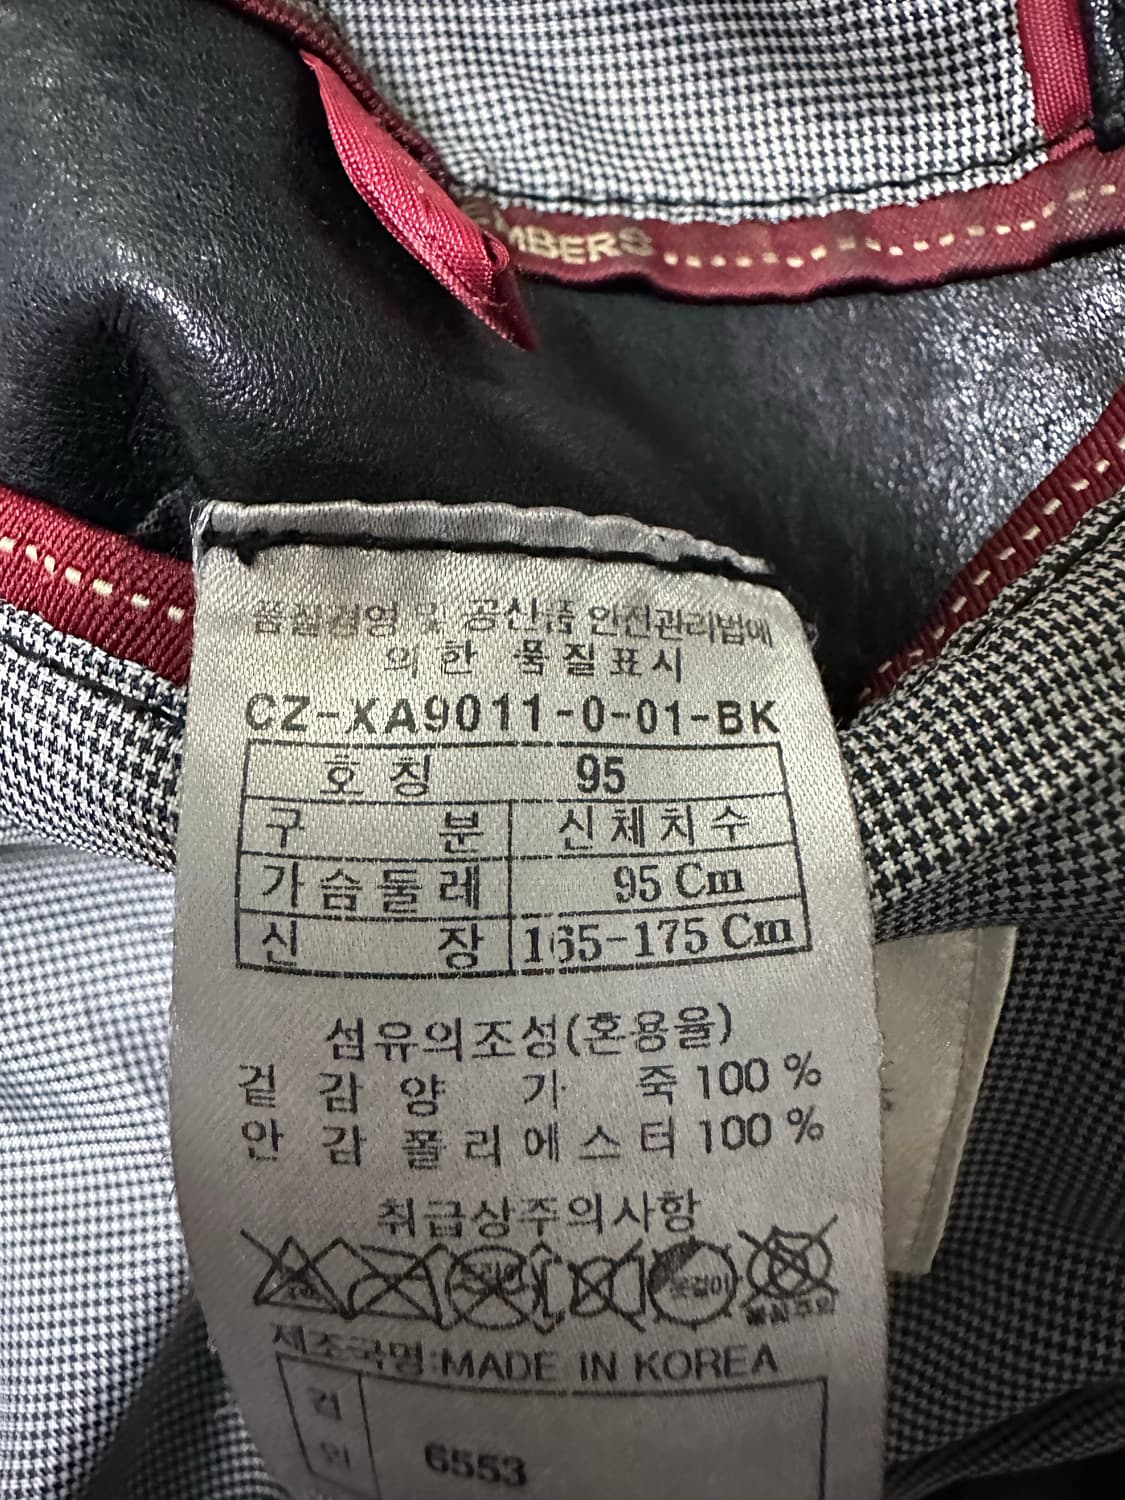 MBERS
품질경영 및 공산품 안전관리법에
의한 품질표시
CZ-XA9011-0-01-BK
호칭 95
구분 신체치수
가슴둘레 95 Cm
신장 165-175 Cm
섬유의조성(혼용율)
겉감 양가죽 100 %
안감 폴리에스터 100 %
취급상주의사항
옷걸이
제조국명:MADE IN KOREA
6553